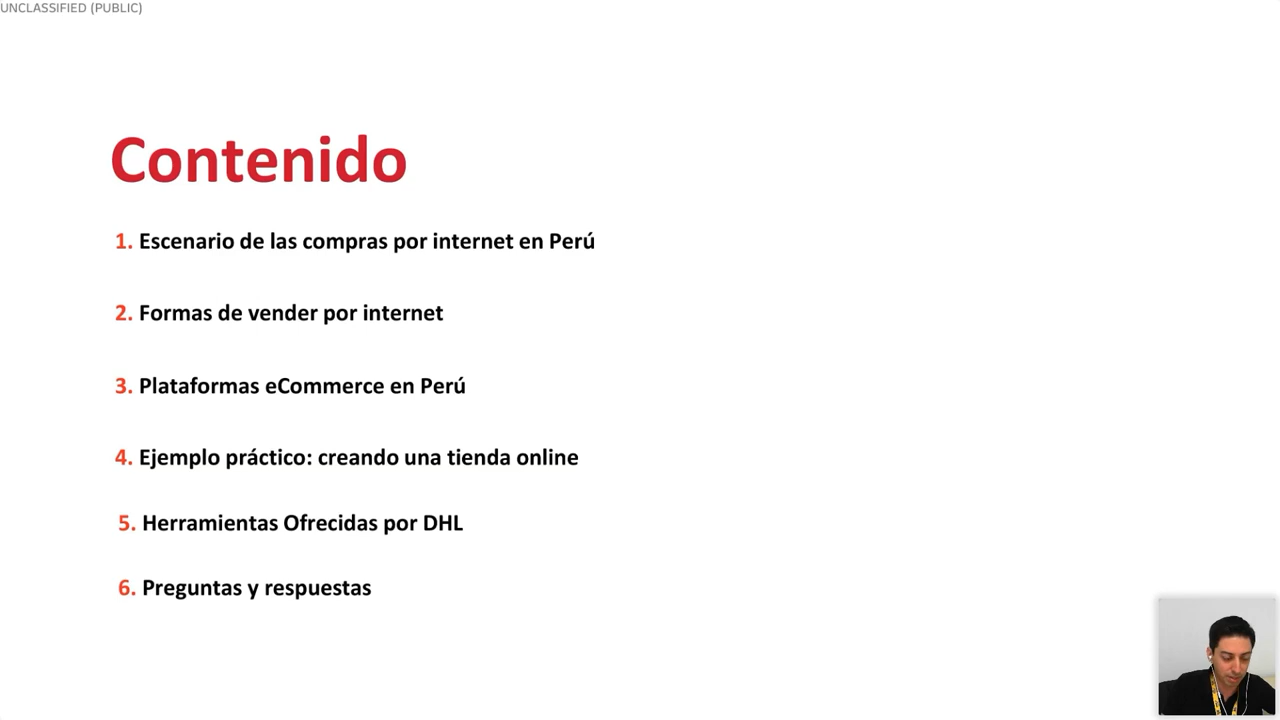 UNCLASSIFIED (PUBLIC)
Contenido
1. Escenario de las compras por internet en Perú
2. Formas de vender por internet
3. Plataformas eCommerce en Perú
4. Ejemplo práctico: creando una tienda online
5. Herramientas Ofrecidas por DHL
6. Preguntas y respuestas